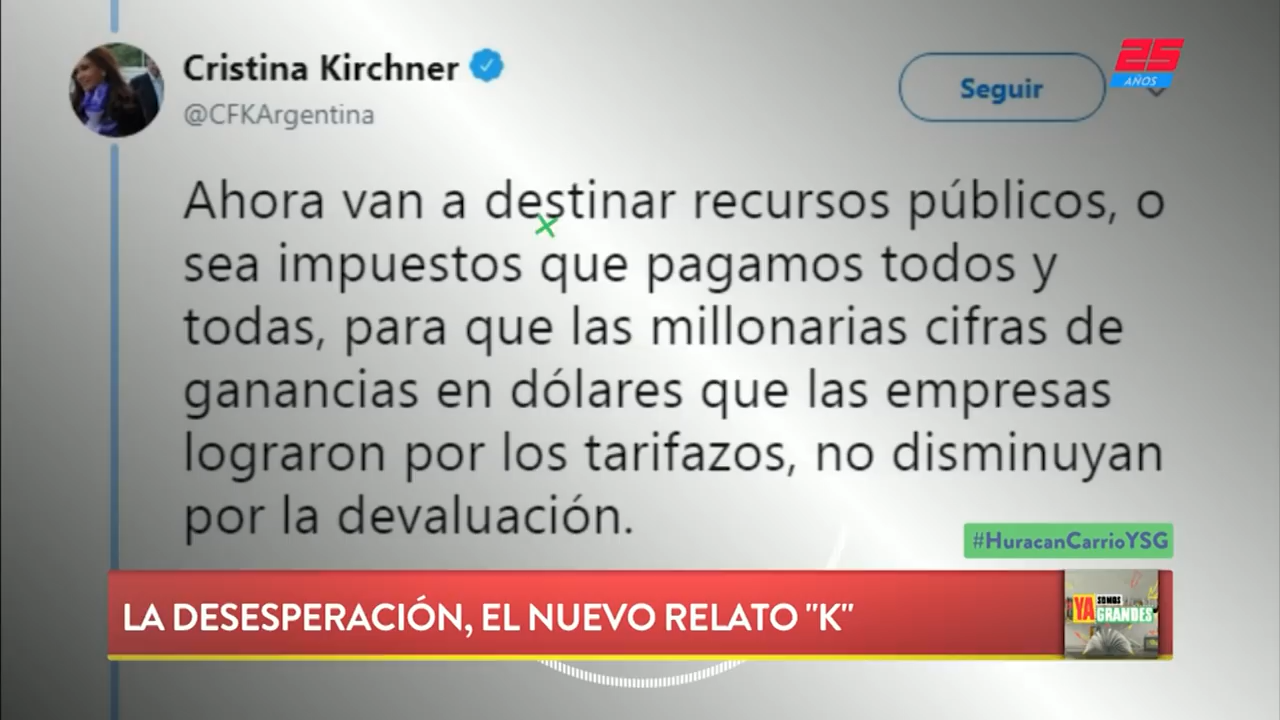 Cristina Kirchner
@CFKArgentina
Seguir
25
AÑOS
Ahora van a destinar recursos públicos, o
sea impuestos que pagamos todos y
todas, para que las millonarias cifras de
ganancias en dólares que las empresas
lograron por los tarifazos, no disminuyan
por la devaluación.
#HuracanCarrioYSG
LA DESESPERACIÓN, EL NUEVO RELATO "K"
YA SOMOS
GRANDES